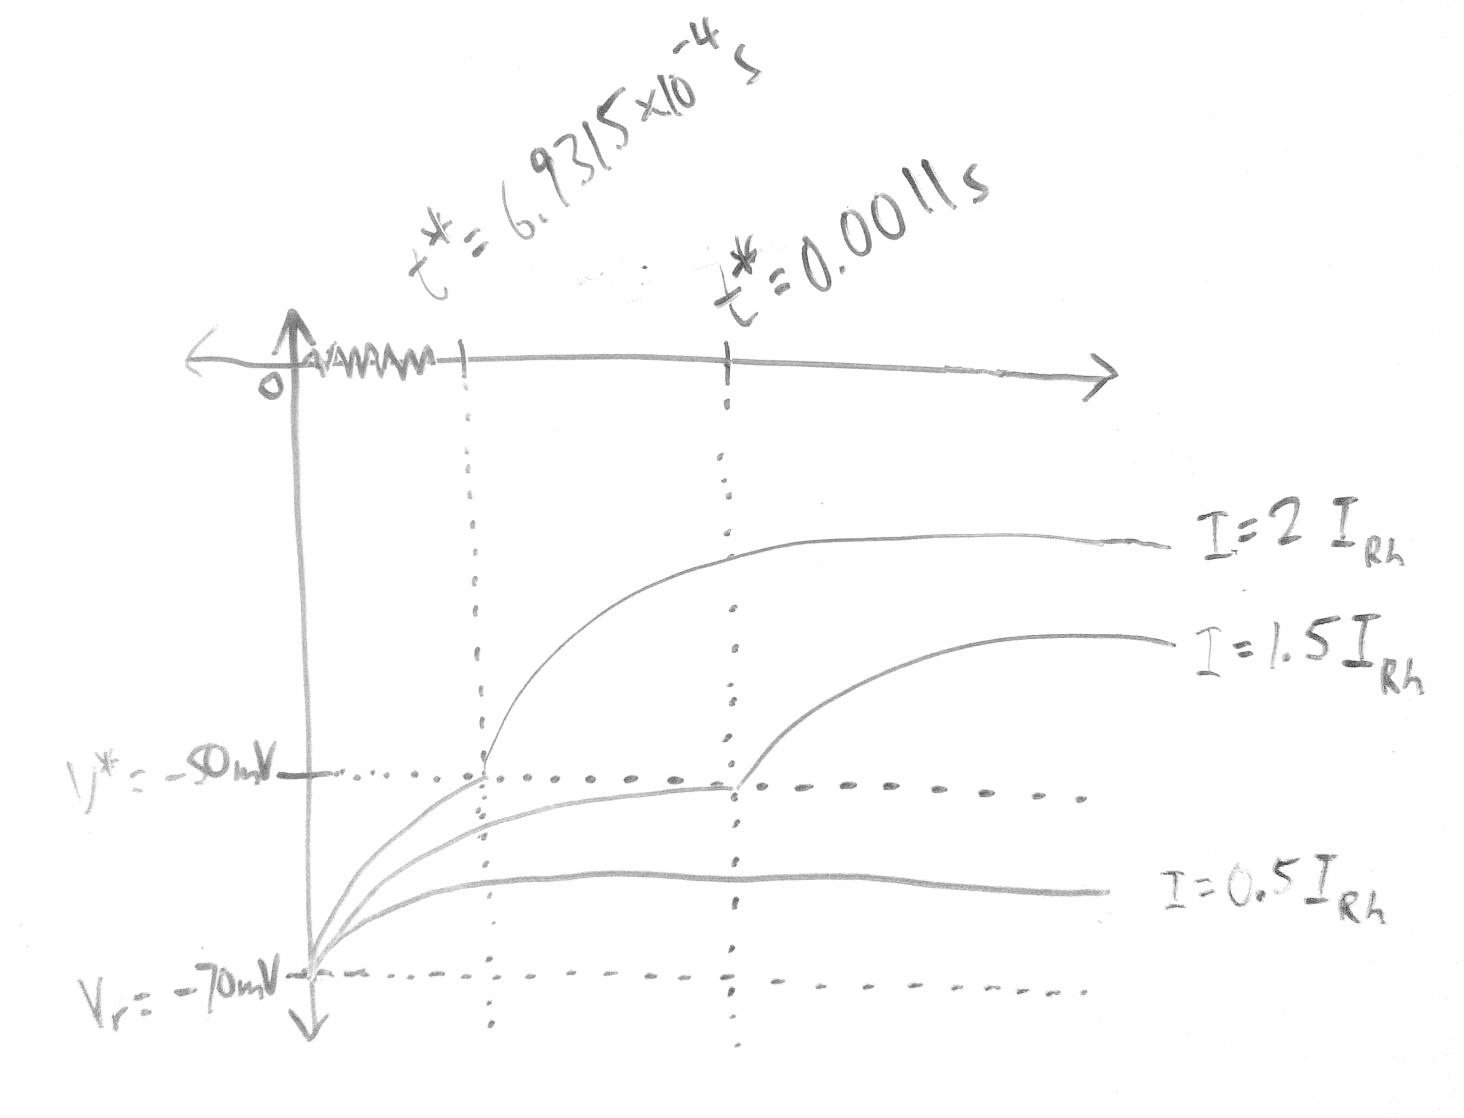 t* = 6.9315×10⁻⁴ s
t* = 0.0011 s
0
I = 2 I_Rh
I = 1.5 I_Rh
V* = -50mV
I = 0.5 I_Rh
V_r = -70mV